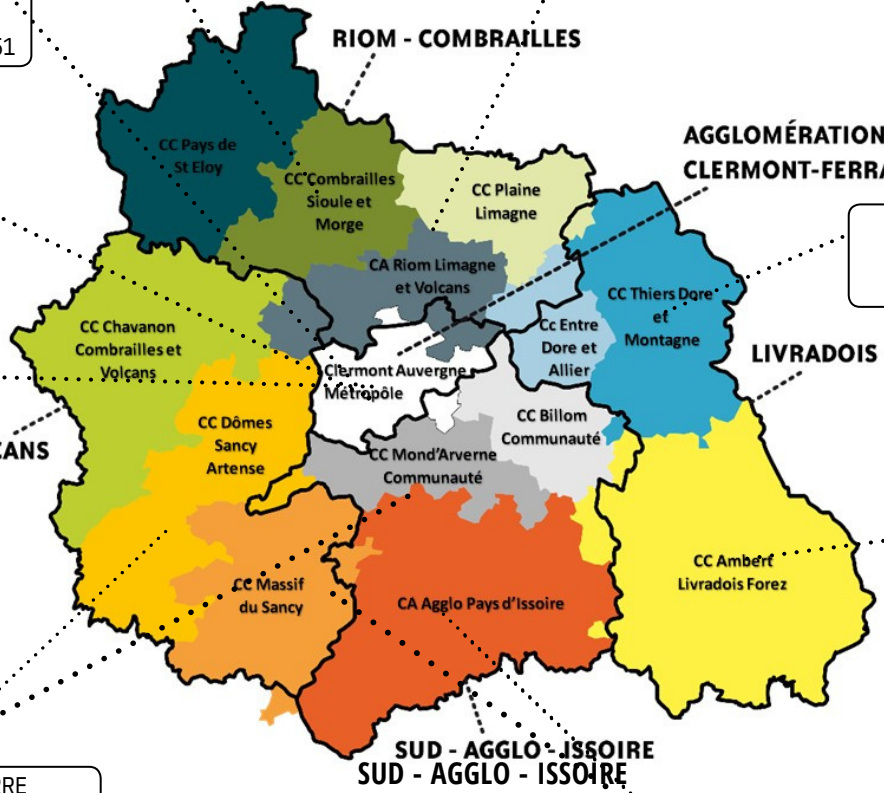 51
RIOM - COMBRAILLES
AGGLOMÉRATION
CLERMONT-FERRA
CC Pays de
St Eloy
CC Combrailles
Sioule et
Morge
CC Plaine
Limagne
CA Riom Limagne
et Volcans
CC Thiers Dore
et
Montagne
CC Chavanon
Combrailles et
Volcans
Cc Entre
Dore et
Allier
LIVRADOIS
Clermont Auvergne
Métropôle
CC Dômes
Sancy
Artense
CC Billom
Communauté
CANS
CC Mond'Arverne
Communauté
CC Ambert
Livradois Forez
CC Massif
du Sancy
CA Agglo Pays d'Issoire
SUD - AGGLO - ISSOIRE
SUD - AGGLO - ISSOIRE
RRE